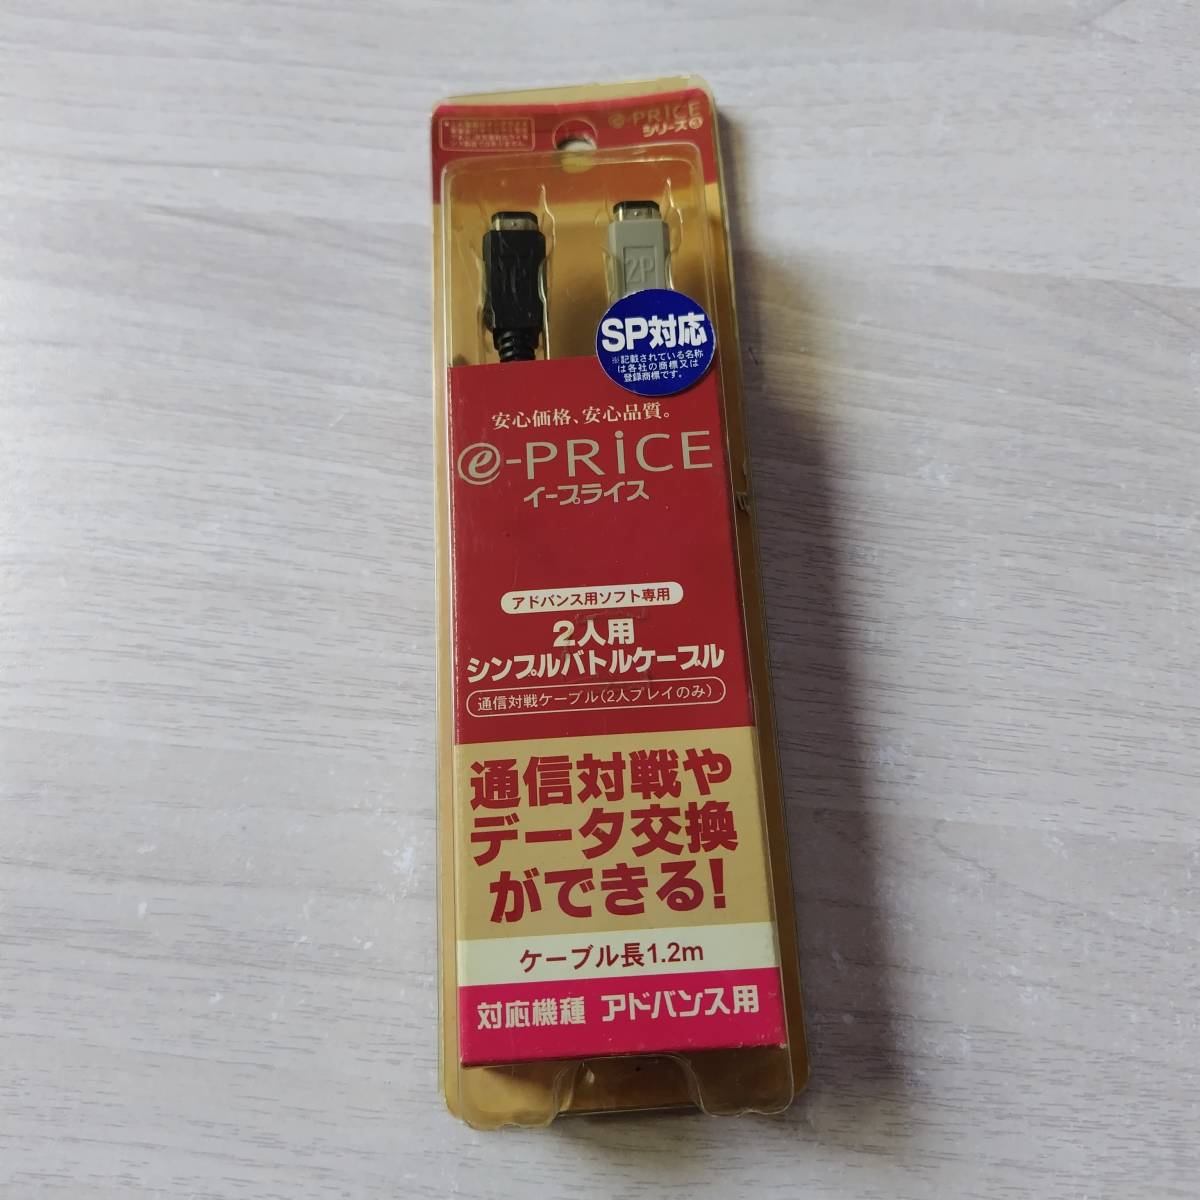 e-PRiCE
シリーズ③
2P
SP対応
※記載されている名称
は各社の商標又は
登録商標です。
安心価格、安心品質。
e-PRiCE
イープライス
アドバンス用ソフト専用
2人用
シンプルバトルケーブル
通信対戦ケーブル(2人プレイのみ)
通信対戦や
データ交換
ができる!
ケーブル長1.2m
対応機種 アドバンス用